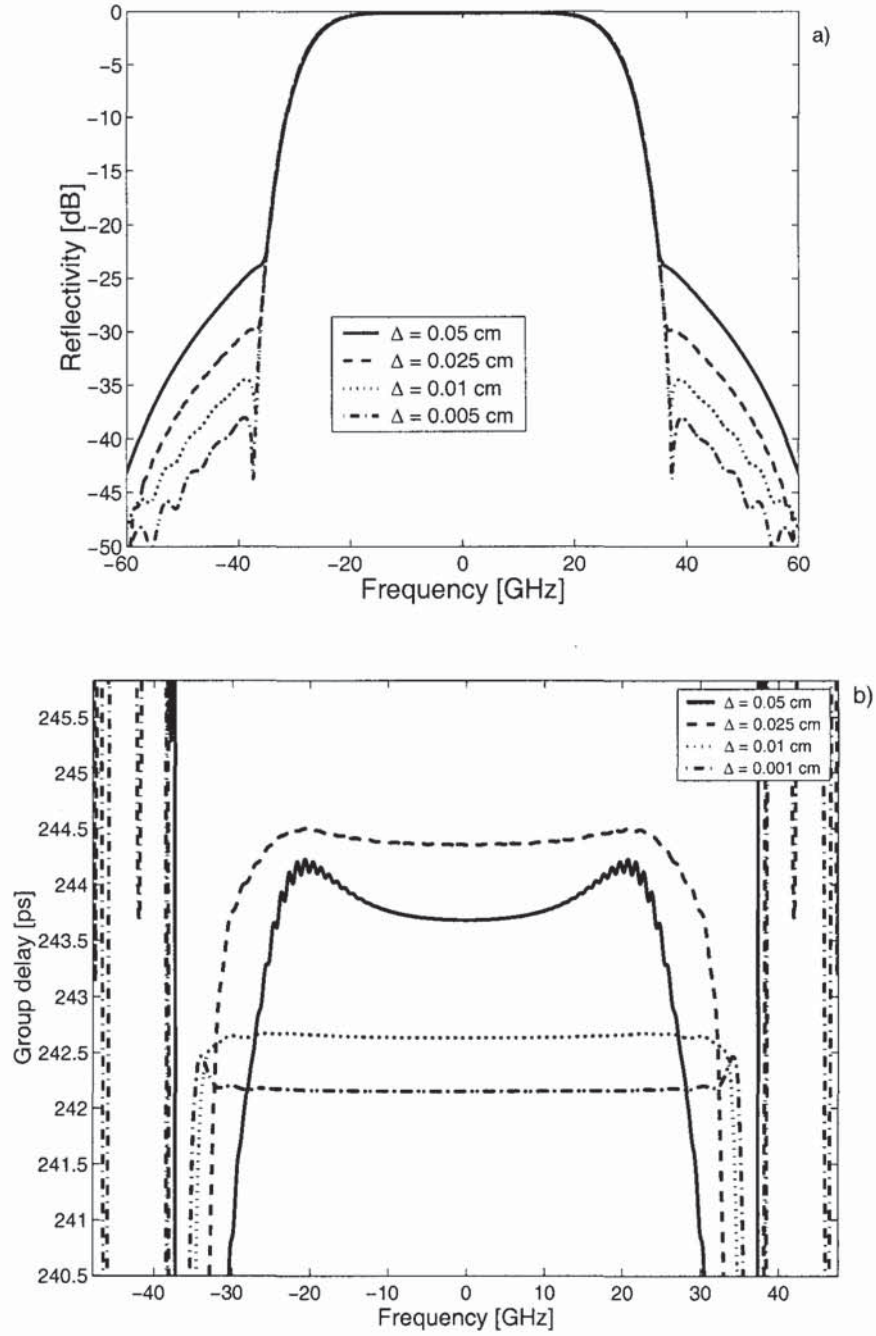 a)
0
−5
−10
−15
−20
−25
−30
−35
−40
−45
−50
Reflectivity [dB]
Δ = 0.05 cm
Δ = 0.025 cm
Δ = 0.01 cm
Δ = 0.005 cm
−60 −40 −20 0 20 40 60
Frequency [GHz]
b)
245.5
245
244.5
244
243.5
243
242.5
242
241.5
241
240.5
Group delay [ps]
Δ = 0.05 cm
Δ = 0.025 cm
Δ = 0.01 cm
Δ = 0.001 cm
−40 −30 −20 −10 0 10 20 30 40
Frequency [GHz]